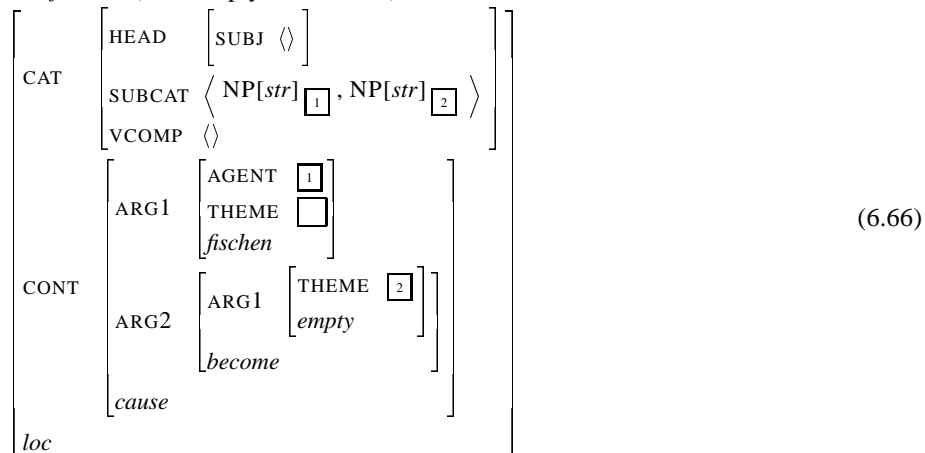 HEAD [SUBJ ⟨⟩]
CAT
SUBCAT ⟨ NP[str] 1 , NP[str] 2 ⟩
VCOMP ⟨⟩
AGENT 1
ARG1 THEME
fischen
(6.66)
CONT
THEME 2
ARG1
ARG2 empty
become
cause
loc